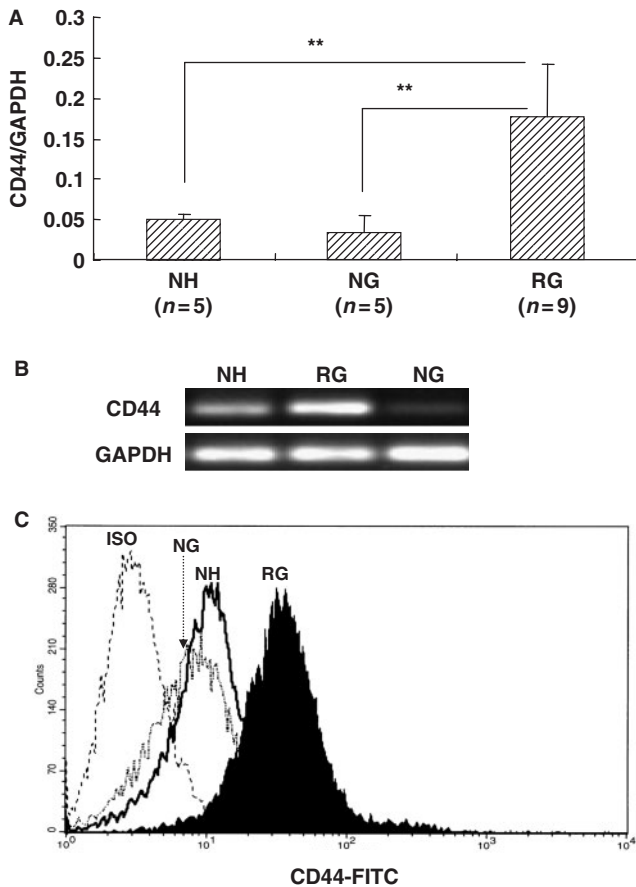 A
CD44/GAPDH
0.3
0.25
0.2
0.15
0.1
0.05
0
**
**
NH NG RG
(n=5) (n=5) (n=9)
B
NH RG NG
CD44
GAPDH
C
350
280
210
140
70
0
Counts
ISO
NG
NH
RG
10^0 10^1 10^2 10^3 10^4
CD44-FITC